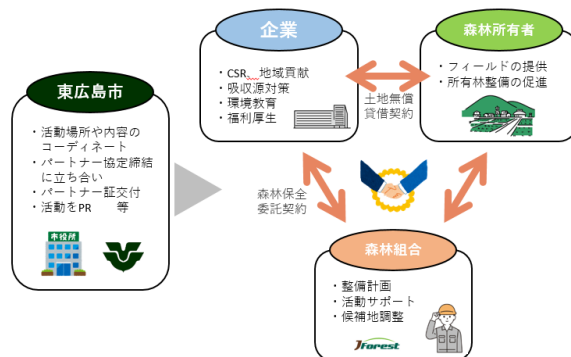 東広島市
・活動場所や内容の
コーディネート
・パートナー協定締結
に立ち合い
・パートナー証交付
・活動をPR　等
市役所
企業
・CSR、地域貢献
・吸収源対策
・環境教育
・福利厚生
土地無償
貸借契約
森林所有者
・フィールドの提供
・所有林整備の促進
森林保全
委託契約
森林組合
・整備計画
・活動サポート
・候補地調整
JForest